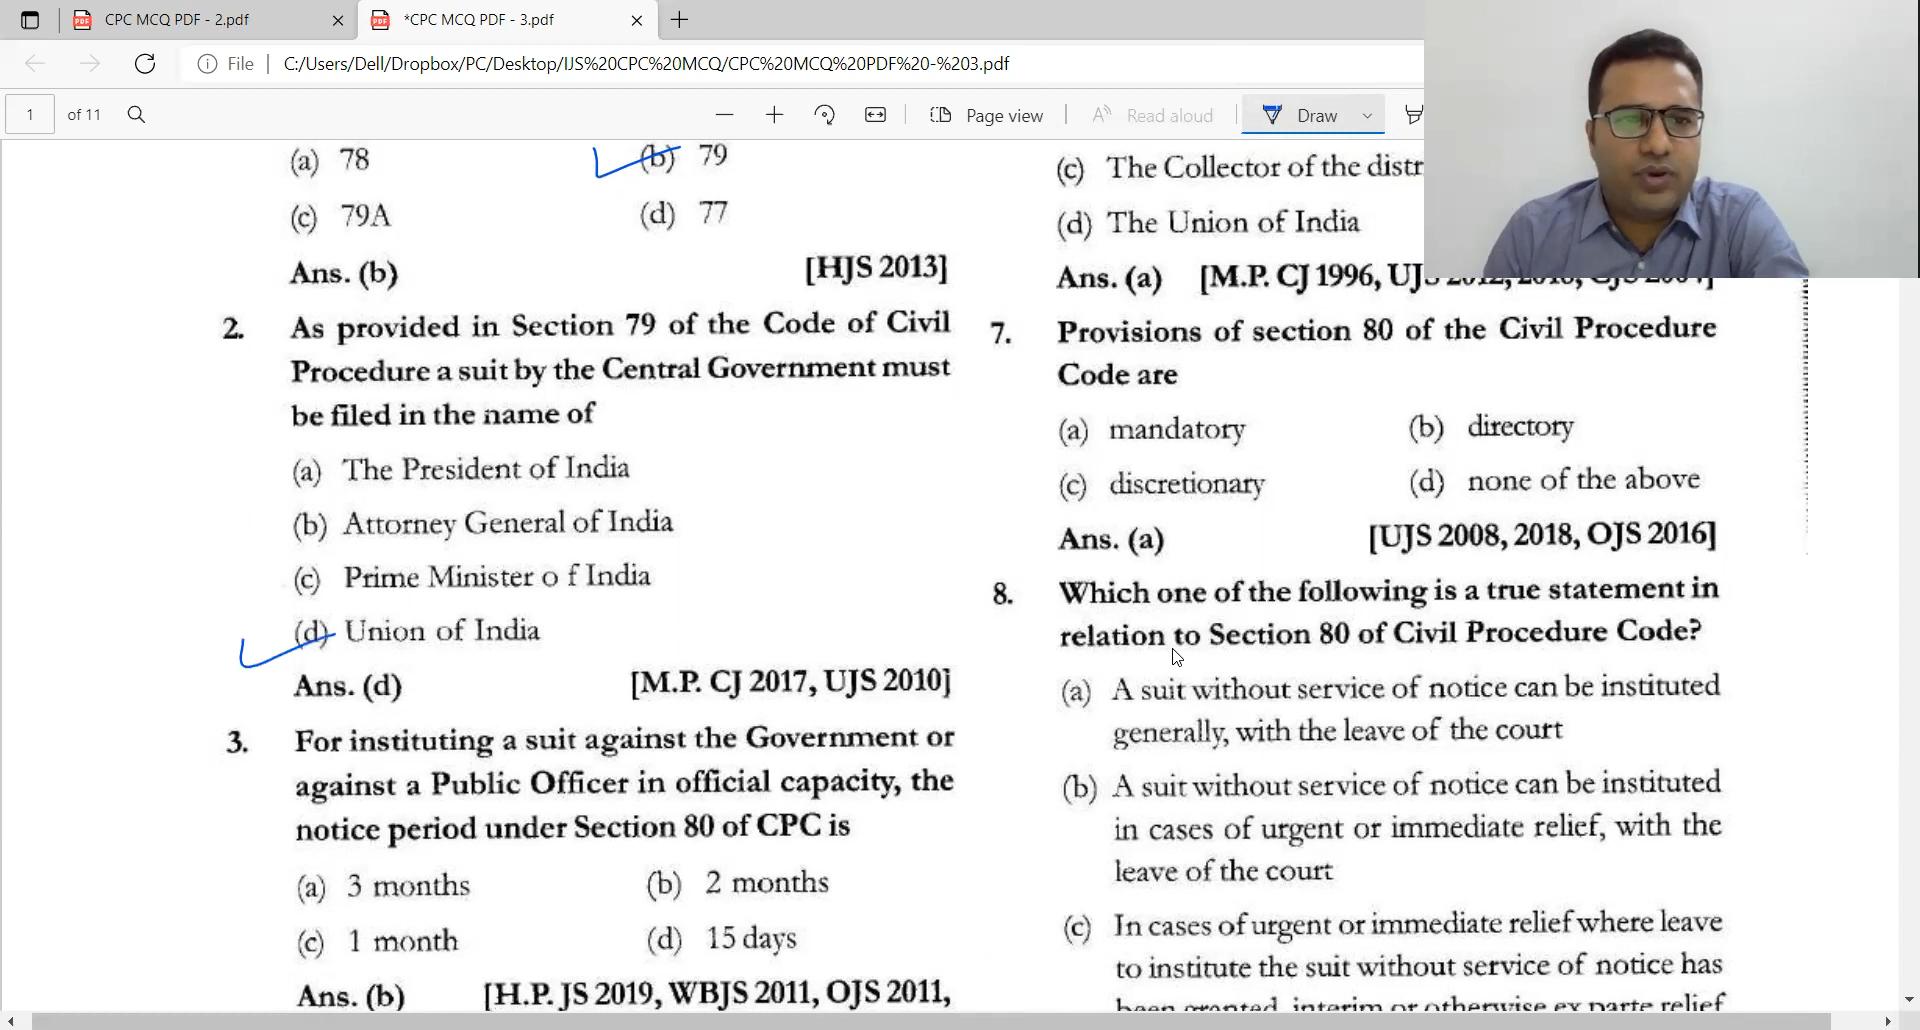 CPC MCQ PDF - 2.pdf
*CPC MCQ PDF - 3.pdf
File
C:/Users/Dell/Dropbox/PC/Desktop/IJS%20CPC%20MCQ/CPC%20MCQ%20PDF%20-%203.pdf
1 of 11
Page view
Read aloud
Draw
(a) 78 (b) 79
(c) 79A (d) 77
Ans. (b) [HJS 2013]
2. As provided in Section 79 of the Code of Civil
Procedure a suit by the Central Government must
be filed in the name of
(a) The President of India
(b) Attorney General of India
(c) Prime Minister o f India
(d) Union of India
Ans. (d) [M.P. CJ 2017, UJS 2010]
3. For instituting a suit against the Government or
against a Public Officer in official capacity, the
notice period under Section 80 of CPC is
(a) 3 months (b) 2 months
(c) 1 month (d) 15 days
Ans. (b) [H.P. JS 2019, WBJS 2011, OJS 2011,
(c) The Collector of the distr
(d) The Union of India
Ans. (a) [M.P. CJ 1996,
7. Provisions of section 80 of the Civil Procedure
Code are
(a) mandatory (b) directory
(c) discretionary (d) none of the above
Ans. (a) [UJS 2008, 2018, OJS 2016]
8. Which one of the following is a true statement in
relation to Section 80 of Civil Procedure Code?
(a) A suit without service of notice can be instituted
generally, with the leave of the court
(b) A suit without service of notice can be instituted
in cases of urgent or immediate relief, with the
leave of the court
(c) In cases of urgent or immediate relief where leave
to institute the suit without service of notice has
been granted, interim or otherwise ex parte relief